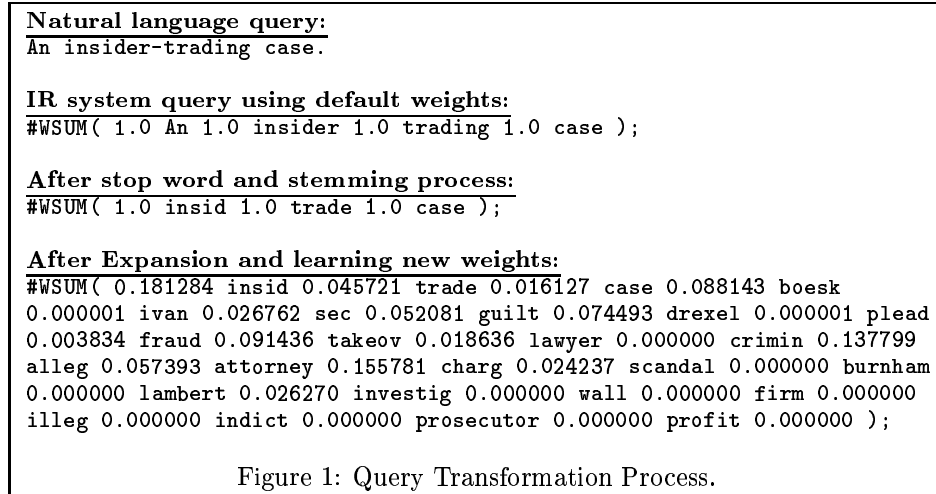 Natural language query:
An insider-trading case.
IR system query using default weights:
#WSUM( 1.0 An 1.0 insider 1.0 trading 1.0 case );
After stop word and stemming process:
#WSUM( 1.0 insid 1.0 trade 1.0 case );
After Expansion and learning new weights:
#WSUM( 0.181284 insid 0.045721 trade 0.016127 case 0.088143 boesk
0.000001 ivan 0.026762 sec 0.052081 guilt 0.074493 drexel 0.000001 plead
0.003834 fraud 0.091436 takeov 0.018636 lawyer 0.000000 crimin 0.137799
alleg 0.057393 attorney 0.155781 charg 0.024237 scandal 0.000000 burnham
0.000000 lambert 0.026270 investig 0.000000 wall 0.000000 firm 0.000000
illeg 0.000000 indict 0.000000 prosecutor 0.000000 profit 0.000000 );
Figure 1: Query Transformation Process.